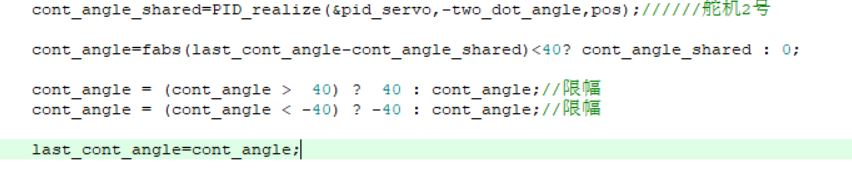 cont_angle_shared=PID_realize(&pid_servo,-two_dot_angle,pos);//////舵机2号
cont_angle=fabs(last_cont_angle-cont_angle_shared)<40? cont_angle_shared : 0;
cont_angle = (cont_angle >  40) ?  40 : cont_angle;//限幅
cont_angle = (cont_angle < -40) ? -40 : cont_angle;//限幅
last_cont_angle=cont_angle;